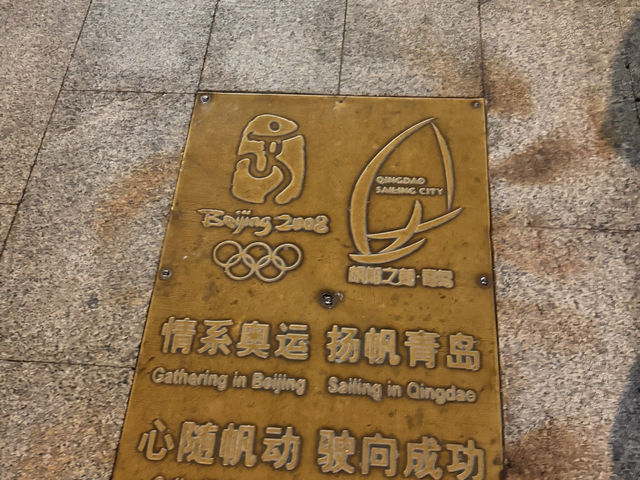 QINGDAO
SAILING CITY
Beijing 2008
帆船之都·青岛
情系奥运 扬帆青岛
Gathering in Beijing Sailing in Qingdao
心随帆动 驶向成功